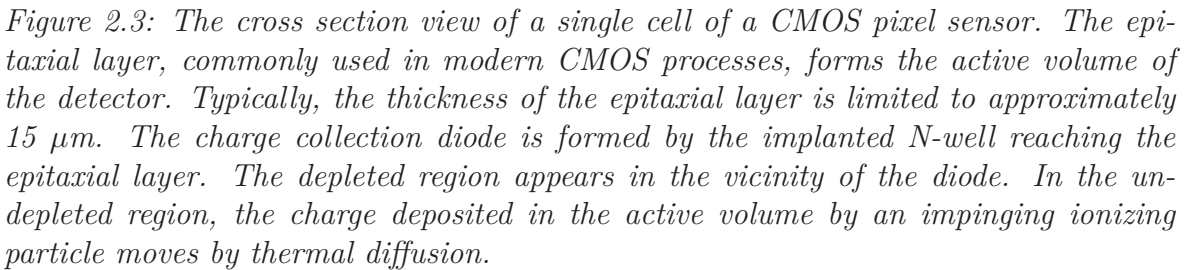 Figure 2.3: The cross section view of a single cell of a CMOS pixel sensor. The epi-
taxial layer, commonly used in modern CMOS processes, forms the active volume of
the detector. Typically, the thickness of the epitaxial layer is limited to approximately
15 μm. The charge collection diode is formed by the implanted N-well reaching the
epitaxial layer. The depleted region appears in the vicinity of the diode. In the un-
depleted region, the charge deposited in the active volume by an impinging ionizing
particle moves by thermal diffusion.